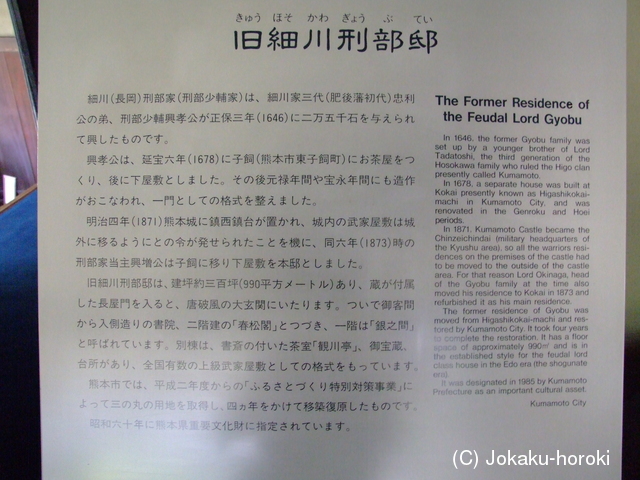 きゅう ほそ かわ ぎょう ぶ てい
旧細川刑部邸
細川(長岡)刑部家(刑部少輔家)は、細川家三代(肥後藩初代)忠利
公の弟、刑部少輔興孝公が正保三年(1646)に二万五千石を与えられ
て興したものです。
興孝公は、延宝六年(1678)に子飼(熊本市東子飼町)にお茶屋をつ
くり、後に下屋敷としました。その後元禄年間や宝永年間にも造作
がおこなわれ、一門としての格式を整えました。
明治四年(1871)熊本城に鎮西鎮台が置かれ、城内の武家屋敷は城
外に移るようにとの令が発せられたことを機に、同六年(1873)時の
刑部家当主興増公は子飼に移り下屋敷を本邸としました。
旧細川刑部邸は、建坪約三百坪(990平方メートル)あり、蔵が付属
した長屋門を入ると、唐破風の大玄関にいたります。ついで御客間
から入側造りの書院、二階建の「春松閣」とつづき、一階は「銀之間」
と呼ばれています。別棟は、書斎の付いた茶室「観川亭」、御宝蔵、
台所があり、全国有数の上級武家屋敷としての格式をもっています。
熊本市では、平成二年度からの「ふるさとづくり特別対策事業」に
よって三の丸の用地を取得し、四ヵ年をかけて移築復原したものです。
昭和六十年に熊本県重要文化財に指定されています。
The Former Residence of
the Feudal Lord Gyobu
In 1646, the former Gyobu family was
set up by a younger brother of Lord
Tadatoshi, the third generation of the
Hosokawa family who ruled the Higo clan
presently called Kumamoto.
In 1678, a separate house was built at
Kokai presently known as Higashikokai-
machi in Kumamoto City, and was
renovated in the Genroku and Hoei
periods.
In 1871, Kumamoto Castle became the
Chinzeichindai (military headquarters of
the Kyushu area), so all the warriors resi-
dences on the premises of the castle had
to be moved to the outside of the castle
area. For that reason Lord Okinaga, head
of the Gyobu family at the time also
moved his residence to Kokai in 1873 and
refurbished it as his main residence.
The former residence of Gyobu was
moved from Higashikokai-machi and res-
tored by Kumamoto City. It took four years
to complete the restoration. It has a floor
space of approximately 990㎡ and is in
the established style for the feudal lord
class house in the Edo era (the shogunate
era).
It was designated in 1985 by Kumamoto
Prefecture as an important cultural asset.
Kumamoto City
(C) Jokaku-horoki